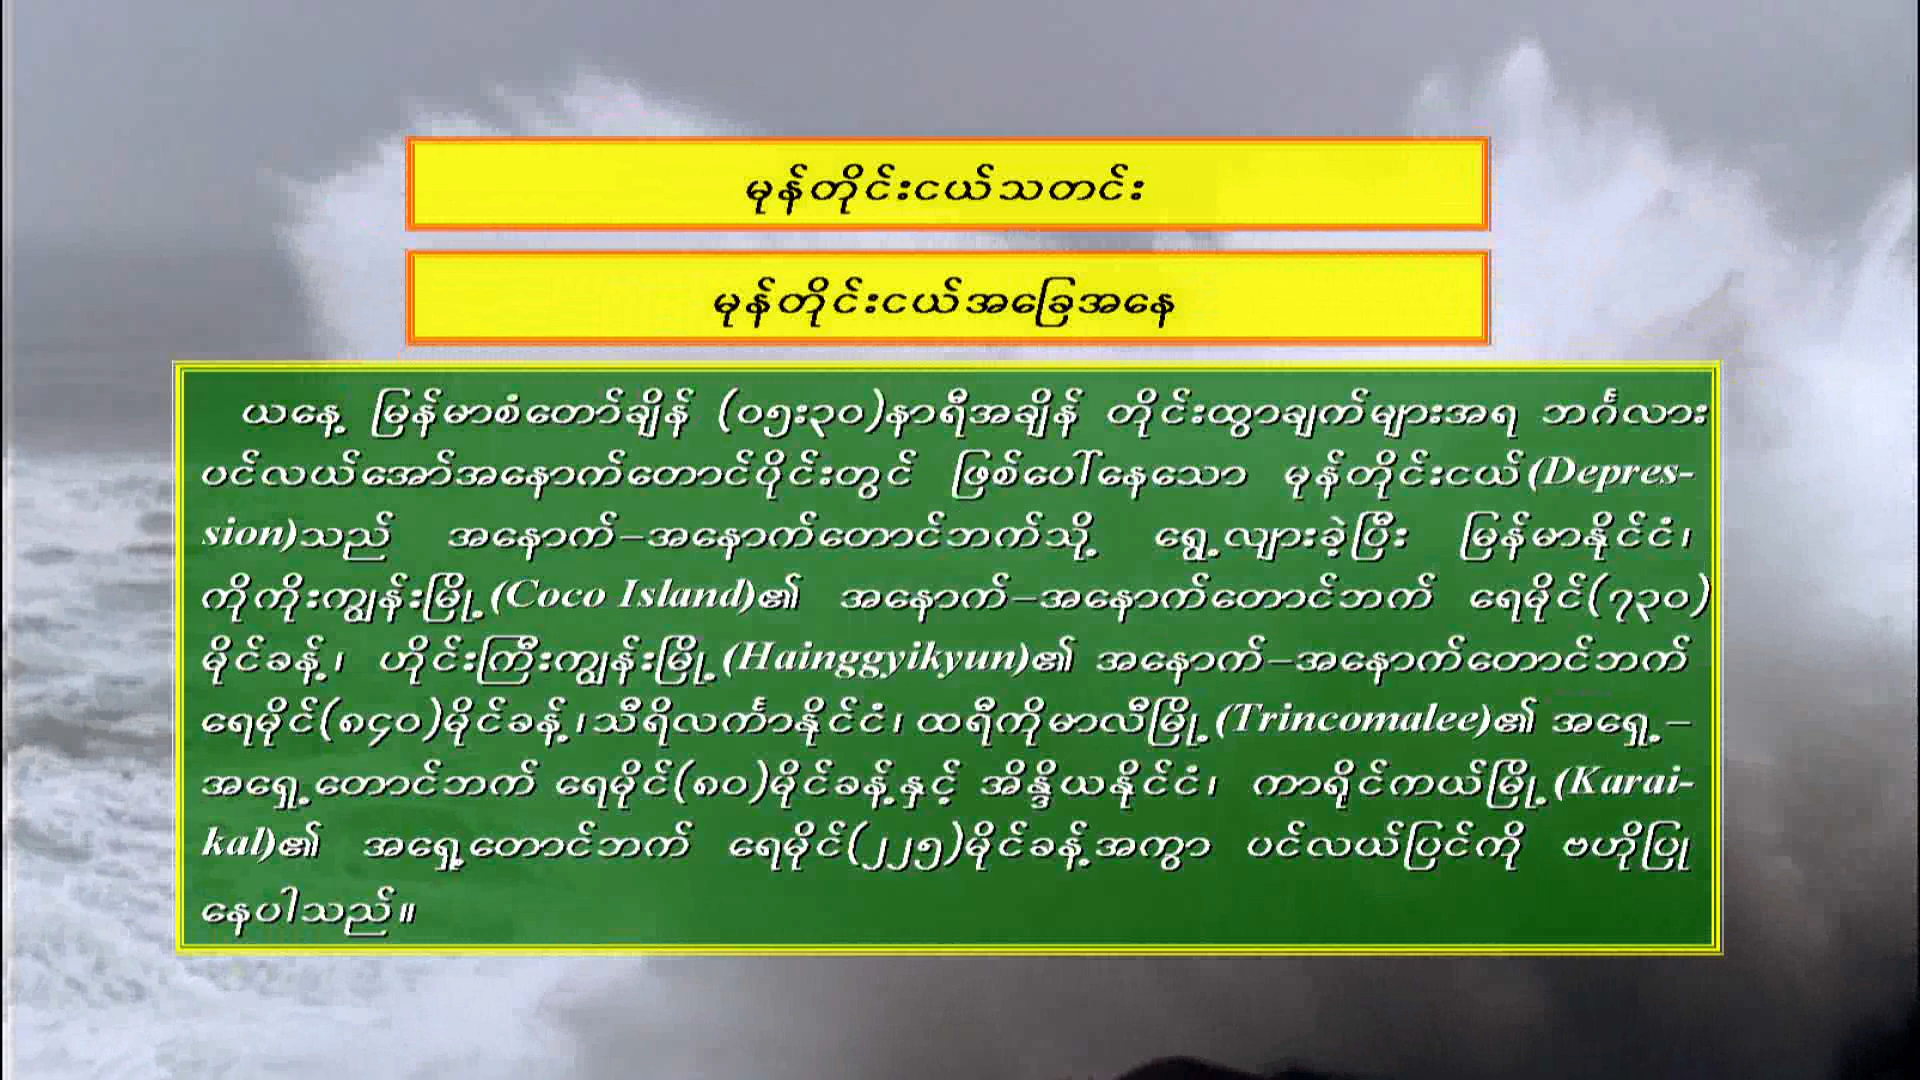 မုန်တိုင်းငယ်သတင်း
မုန်တိုင်းငယ်အခြေအနေ
ယနေ့ မြန်မာစံတော်ချိန် (၀၅း၃၀)နာရီအချိန် တိုင်းထွာချက်များအရ ဘင်္ဂလား
ပင်လယ်အော်အနောက်တောင်ပိုင်းတွင် ဖြစ်ပေါ်နေသော မုန်တိုင်းငယ်(Depres-
sion)သည် အနောက်–အနောက်တောင်ဘက်သို့ ရွေ့လျားခဲ့ပြီး မြန်မာနိုင်ငံ၊
ကိုကိုးကျွန်းမြို့(Coco Island)၏ အနောက်–အနောက်တောင်ဘက် ရေမိုင်(၇၃၀)
မိုင်ခန့်၊ ဟိုင်းကြီးကျွန်းမြို့(Hainggyikyun)၏ အနောက်–အနောက်တောင်ဘက်
ရေမိုင်(၈၄၀)မိုင်ခန့်၊သီရိလင်္ကာနိုင်ငံ၊ထရီကိုမာလီမြို့(Trincomalee)၏ အရှေ့–
အရှေ့တောင်ဘက် ရေမိုင်(၈၀)မိုင်ခန့်နှင့် အိန္ဒိယနိုင်ငံ၊ ကာရိုင်ကယ်မြို့(Karai-
kal)၏ အရှေ့တောင်ဘက် ရေမိုင်(၂၂၅)မိုင်ခန့်အကွာ ပင်လယ်ပြင်ကို ဗဟိုပြု
နေပါသည်။